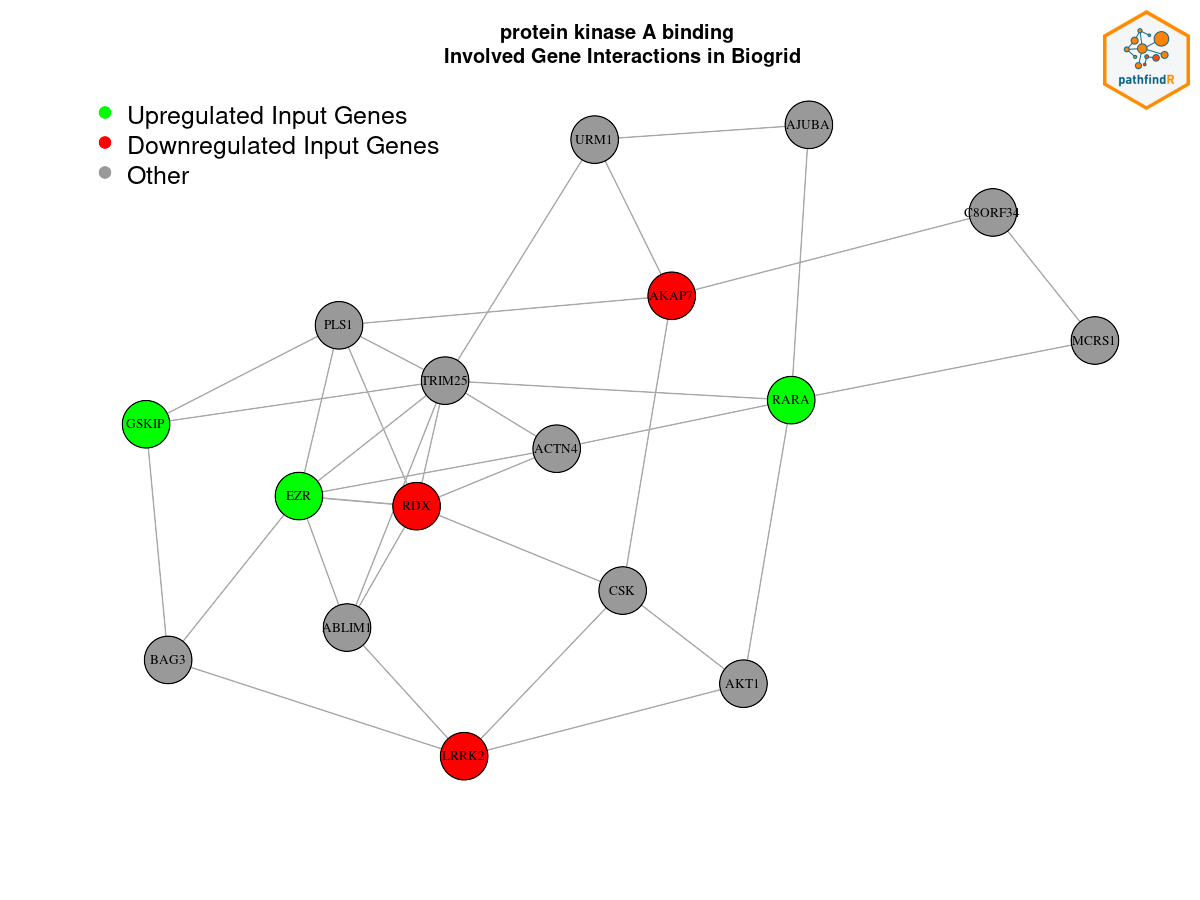 protein kinase A binding
Involved Gene Interactions in Biogrid
pathfindR
Upregulated Input Genes
Downregulated Input Genes
Other
URM1
AJUBA
C8ORF34
AKAP7
PLS1
MCRS1
TRIM25
RARA
GSKIP
ACTN4
EZR
RDX
CSK
ABLIM1
BAG3
AKT1
LRRK2